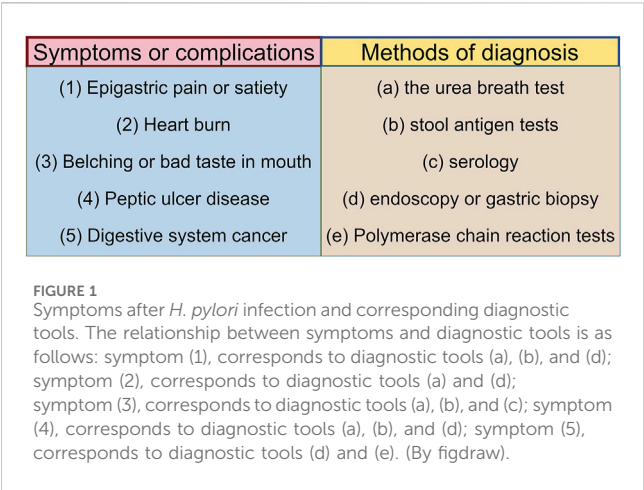 Symptoms or complications
Methods of diagnosis
(1) Epigastric pain or satiety
(a) the urea breath test
(2) Heart burn
(b) stool antigen tests
(3) Belching or bad taste in mouth
(c) serology
(4) Peptic ulcer disease
(d) endoscopy or gastric biopsy
(5) Digestive system cancer
(e) Polymerase chain reaction tests
FIGURE 1
Symptoms after H. pylori infection and corresponding diagnostic
tools. The relationship between symptoms and diagnostic tools is as
follows: symptom (1), corresponds to diagnostic tools (a), (b), and (d);
symptom (2), corresponds to diagnostic tools (a) and (d);
symptom (3), corresponds to diagnostic tools (a), (b), and (c); symptom
(4), corresponds to diagnostic tools (a), (b), and (d); symptom (5),
corresponds to diagnostic tools (d) and (e). (By figdraw).